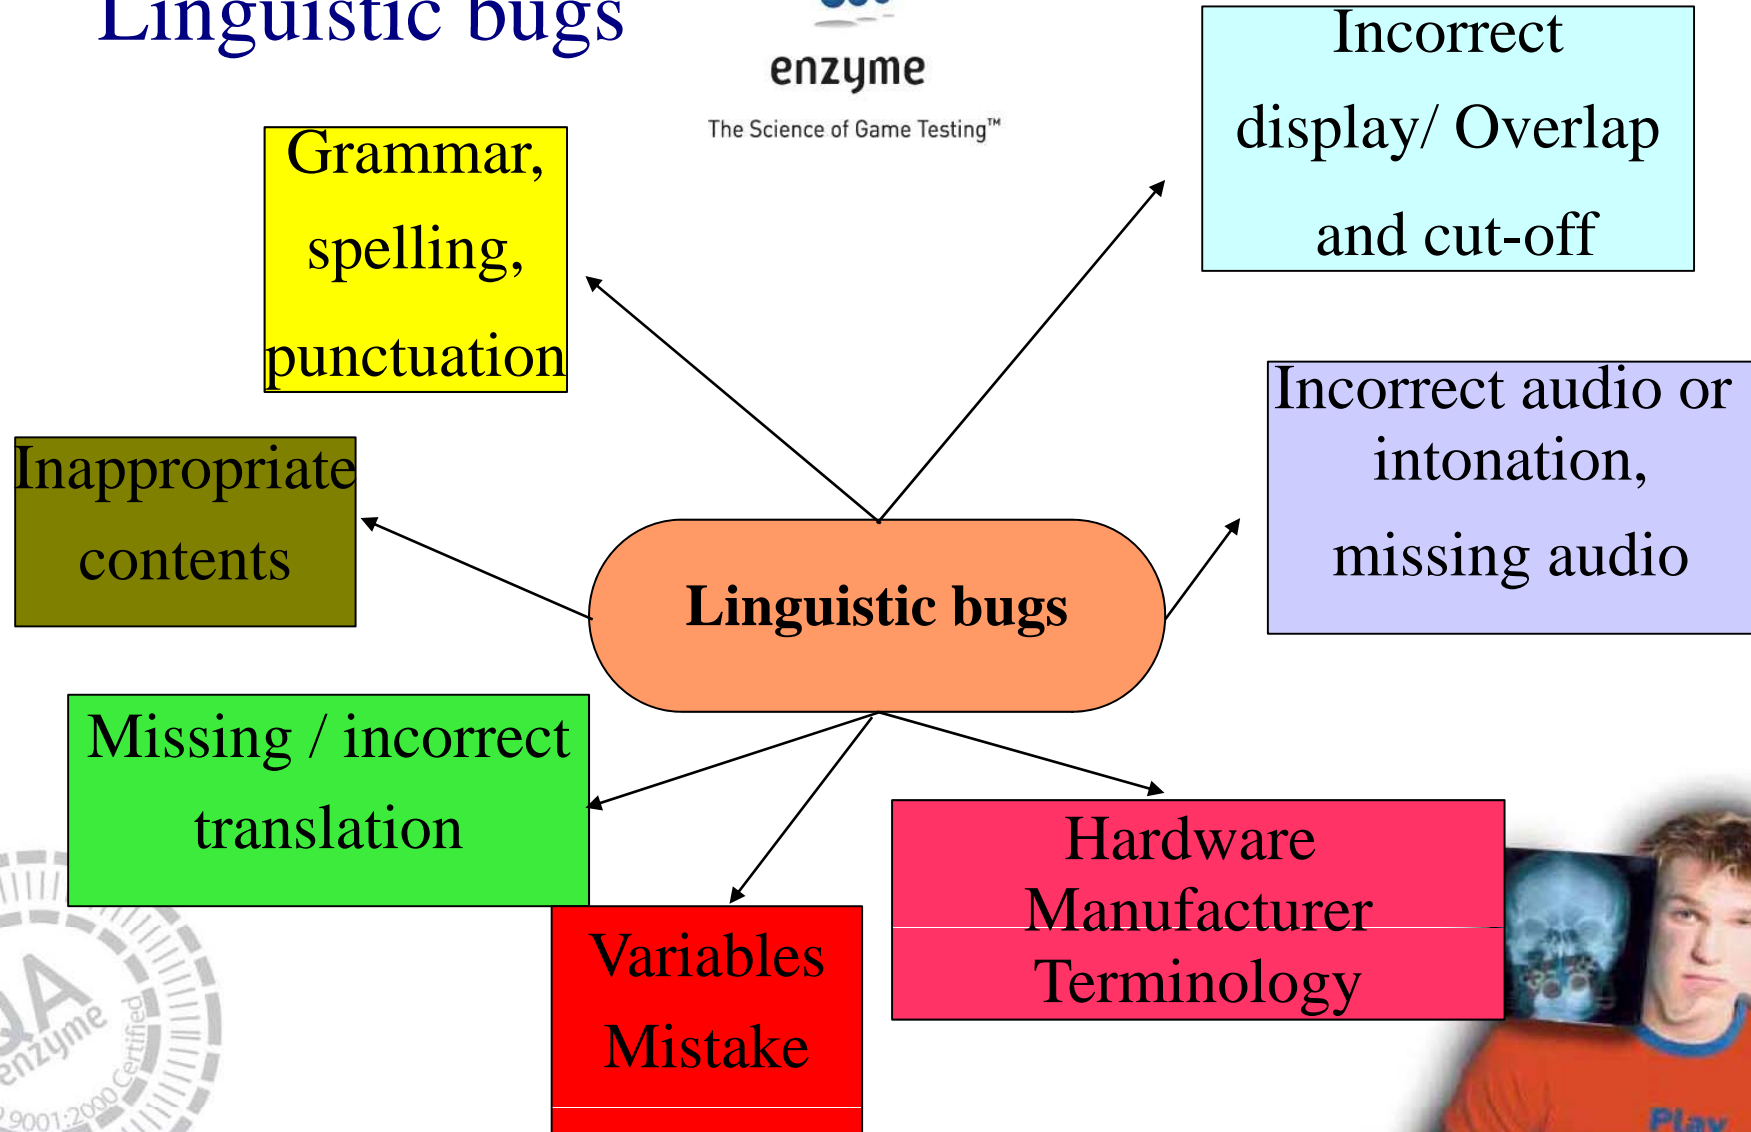 Linguistic bugs
enzyme
The Science of Game Testing™
Incorrect
display/ Overlap
and cut-off
Grammar,
spelling,
punctuation
Incorrect audio or
intonation,
missing audio
Inappropriate
contents
Linguistic bugs
Missing / incorrect
translation
Hardware
Manufacturer
Terminology
Variables
Mistake
QA
enzyme
Certified
9001:2000
Play